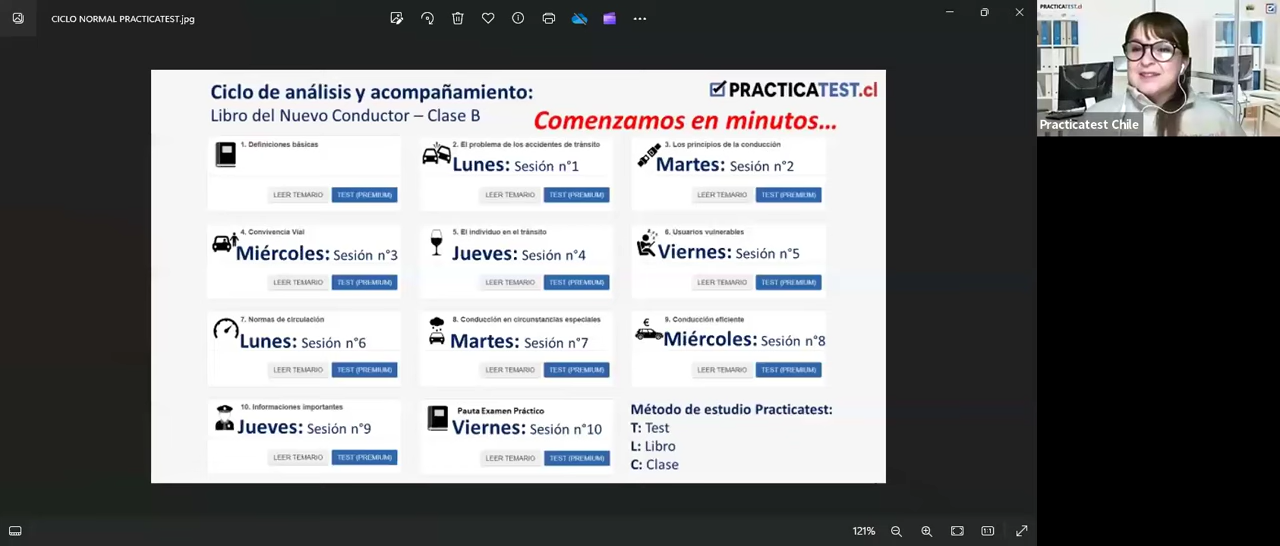 CICLO NORMAL PRACTICATEST.jpg
PRACTICATEST.cl
Practicatest Chile
Ciclo de análisis y acompañamiento:
PRACTICATEST.cl
Libro del Nuevo Conductor – Clase B
Comenzamos en minutos...
1. Definiciones básicas
LEER TEMARIO TEST (PREMIUM)
2. El problema de los accidentes de tránsito
Lunes: Sesión n°1
LEER TEMARIO TEST (PREMIUM)
3. Los principios de la conducción
Martes: Sesión n°2
LEER TEMARIO TEST (PREMIUM)
4. Convivencia Vial
Miércoles: Sesión n°3
LEER TEMARIO TEST (PREMIUM)
5. El individuo en el tránsito
Jueves: Sesión n°4
LEER TEMARIO TEST (PREMIUM)
6. Usuarios vulnerables
Viernes: Sesión n°5
LEER TEMARIO TEST (PREMIUM)
7. Normas de circulación
Lunes: Sesión n°6
LEER TEMARIO TEST (PREMIUM)
8. Conducción en circunstancias especiales
Martes: Sesión n°7
LEER TEMARIO TEST (PREMIUM)
9. Conducción eficiente
€
Miércoles: Sesión n°8
LEER TEMARIO TEST (PREMIUM)
10. Informaciones importantes
Jueves: Sesión n°9
LEER TEMARIO TEST (PREMIUM)
Pauta Examen Práctico
Viernes: Sesión n°10
LEER TEMARIO TEST (PREMIUM)
Método de estudio Practicatest:
T: Test
L: Libro
C: Clase
121%
1:1